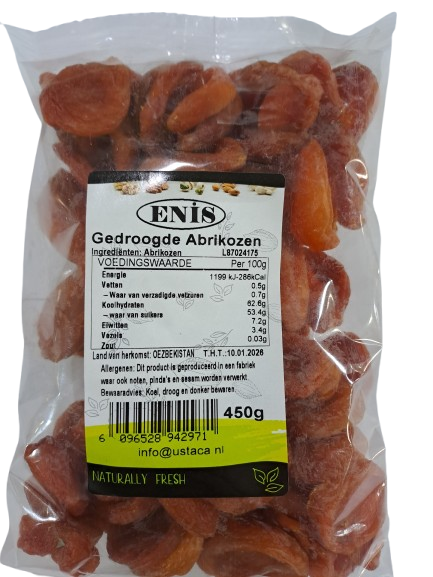 ENİS
Gedroogde Abrikozen
Ingrediënten: Abrikozen L87024175
VOEDINGSWAARDE Per 100g
Energie 1199 kJ-286kCal
Vetten 0.5g
– Waar van verzadigde vetzuren 0.7g
Koolhydraten 62.6g
– waar van suikers 53.4g
Eiwitten 7.2g
Vezels 3.4g
Zout 0.03g
Land van herkomst: OEZBEKISTAN T.H.T.:10.01.2026
Allergenen: Dit product is geproduceerd in een fabriek
waar ook noten, pinda's en sesam worden verwerkt.
Bewaaradvies: Koel, droog en donker bewaren.
450g
6 096528 942971
info@ustaca.nl
NATURALLY FRESH